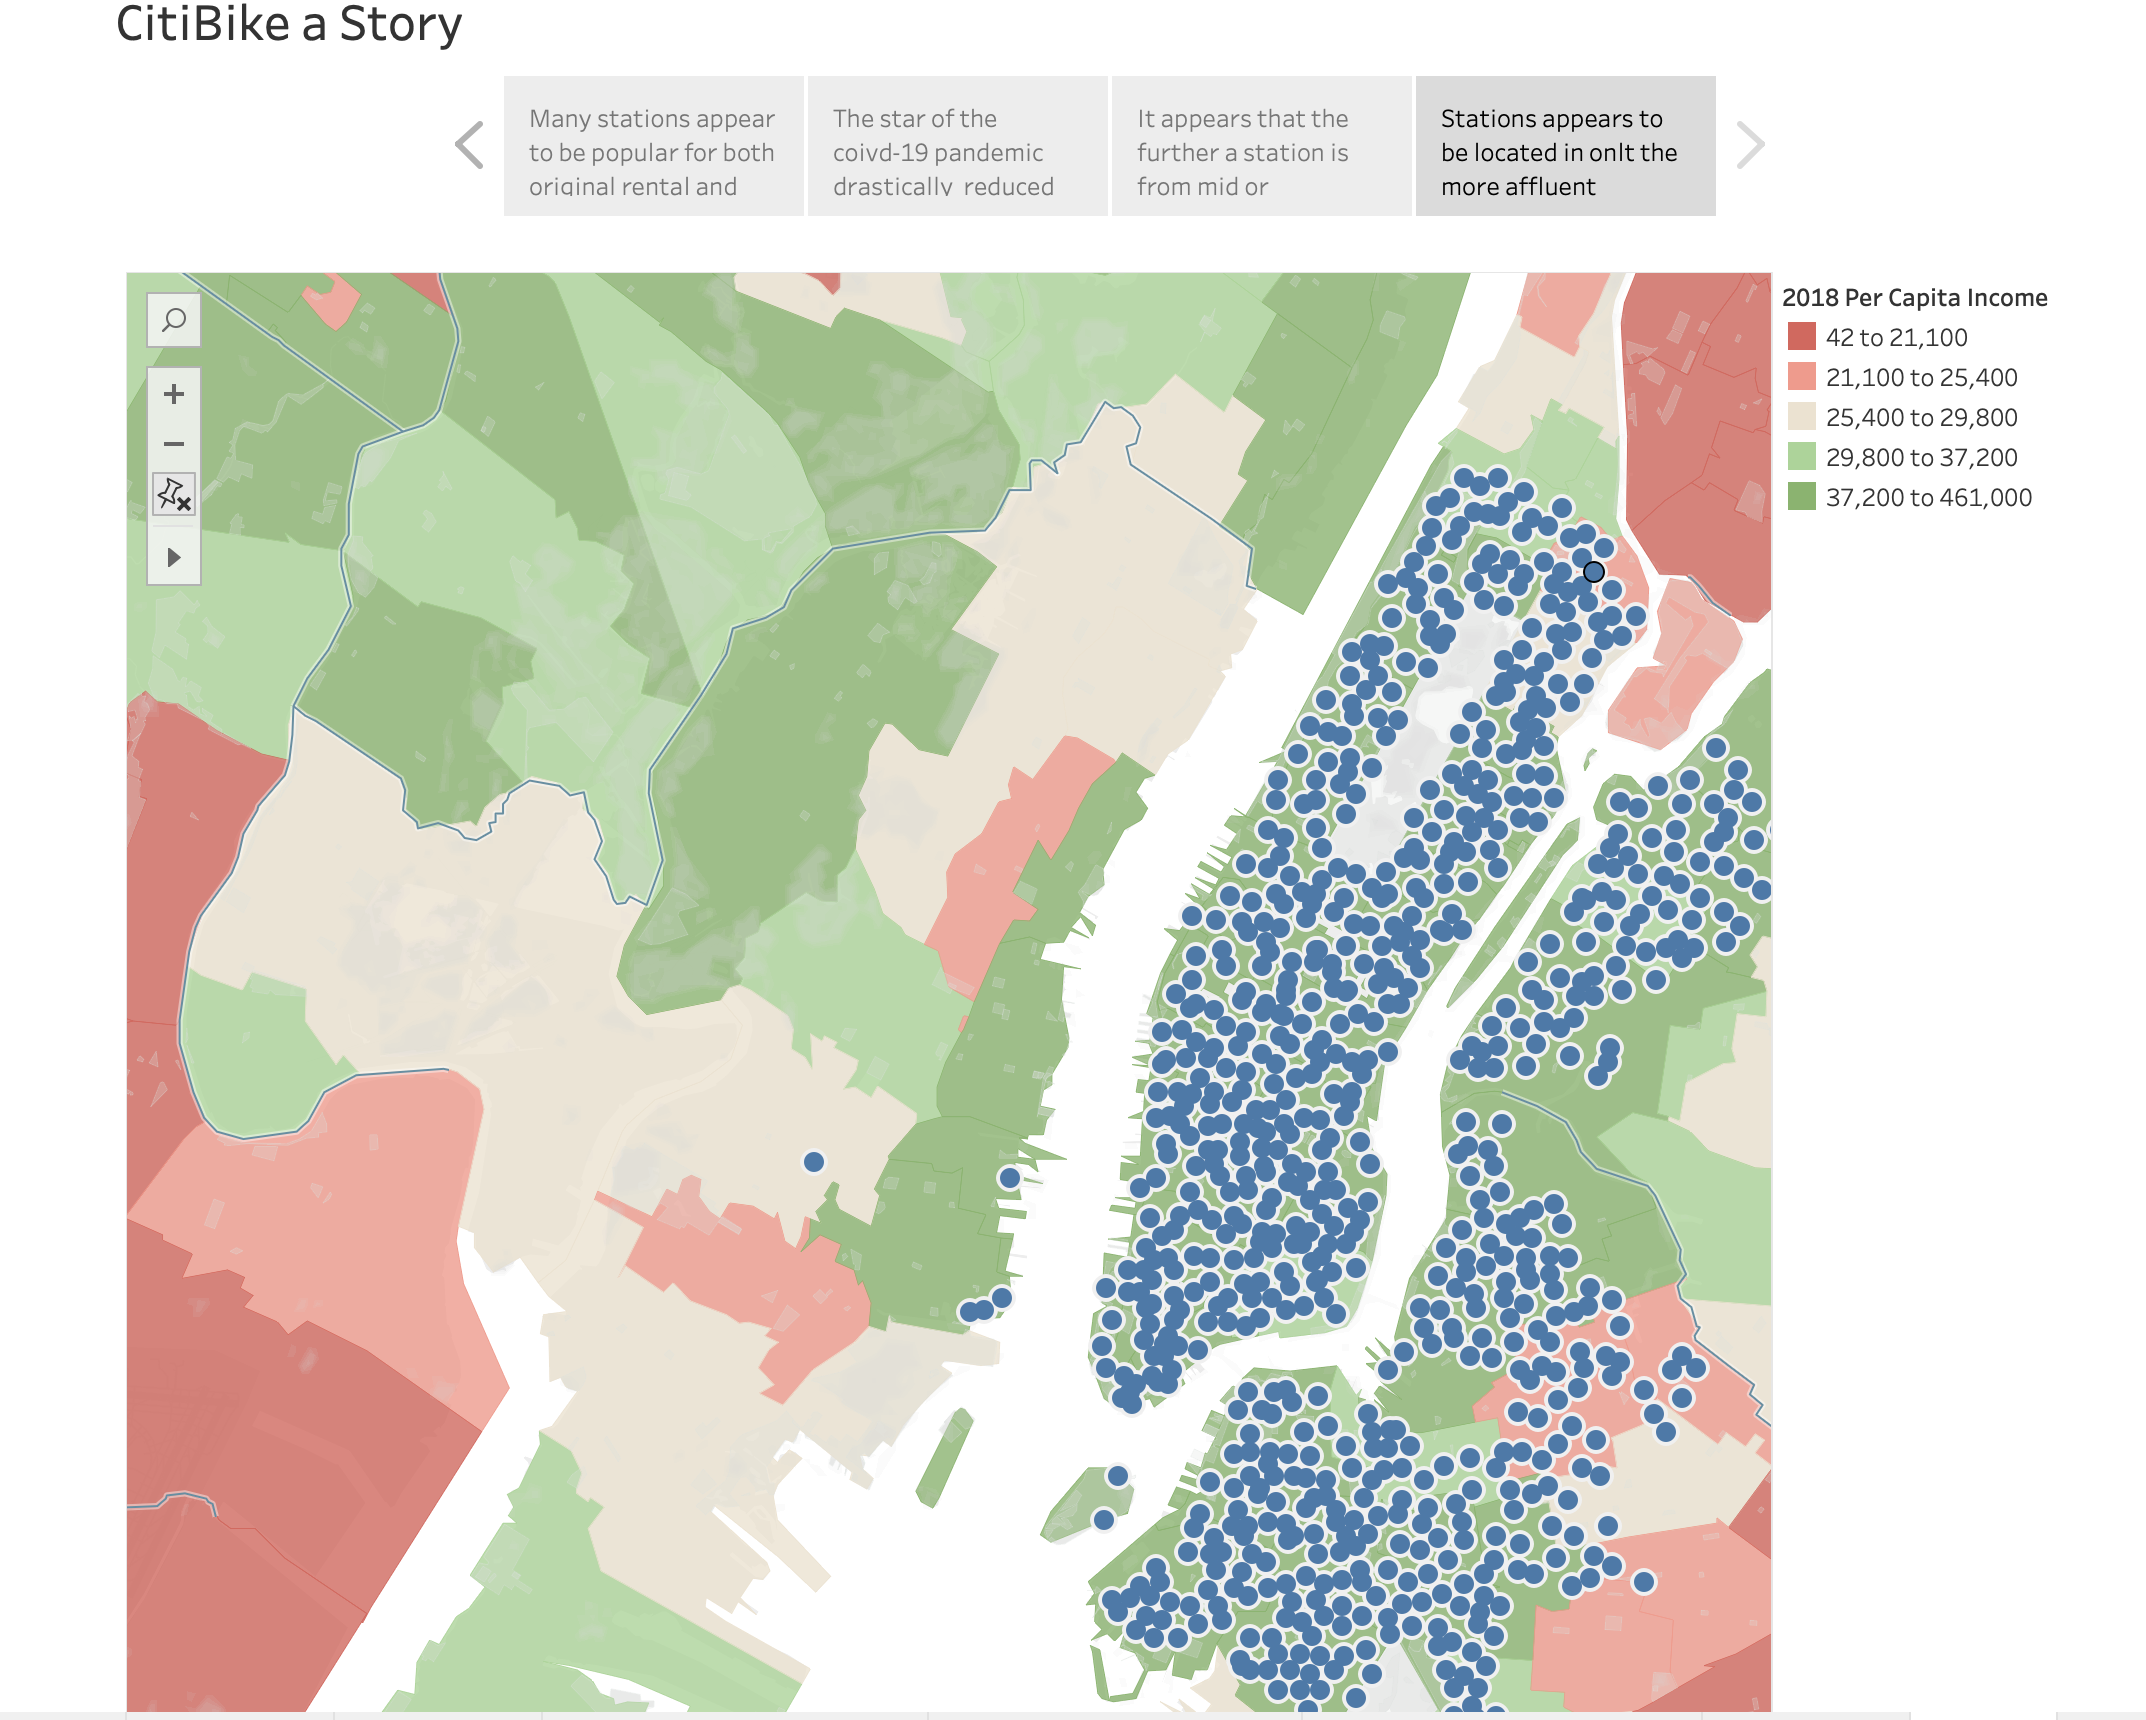 CitiBike a Story
Many stations appear
to be popular for both
original rental and
The star of the
coivd-19 pandemic
drastically reduced
It appears that the
further a station is
from mid or
Stations appears to
be located in onlt the
more affluent
2018 Per Capita Income
42 to 21,100
21,100 to 25,400
25,400 to 29,800
29,800 to 37,200
37,200 to 461,000